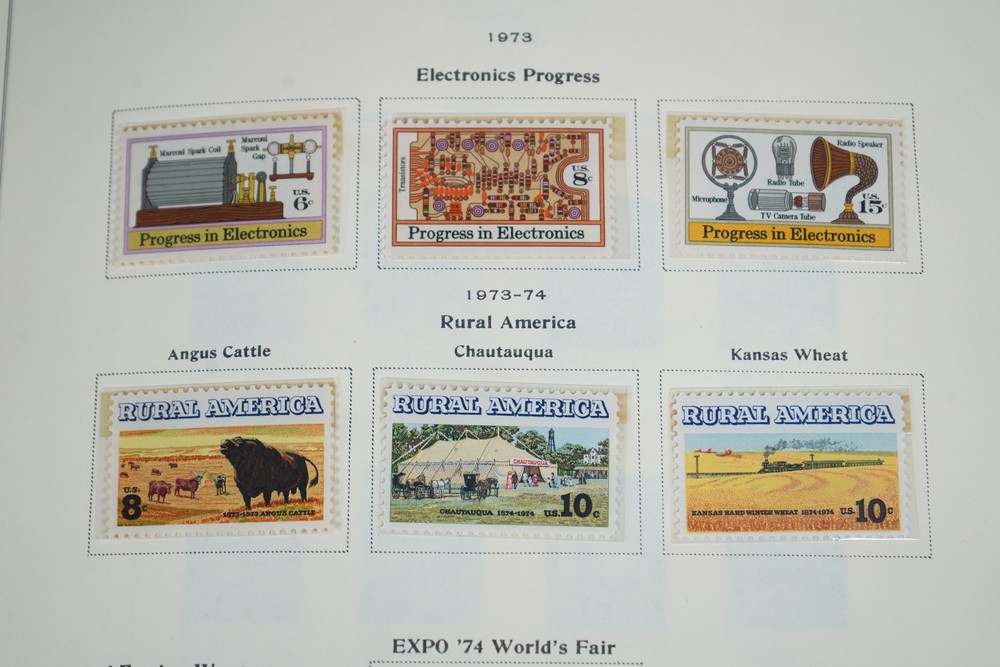 1973
Electronics Progress
Marconi Spark Coil
Marconi
Spark
Gap
U.S.
6c
Progress in Electronics
Transistors
U.S.
8c
Progress in Electronics
Microphone
Radio Tube
TV Camera Tube
Radio Speaker
U.S.
15c
Progress in Electronics
1973-74
Rural America
Angus Cattle
Chautauqua
Kansas Wheat
RURAL AMERICA
U.S.
8c
1873-1973 ANGUS CATTLE
RURAL AMERICA
CHAUTAUQUA
CHAUTAUQUA 1874-1974
U.S. 10c
RURAL AMERICA
KANSAS HARD WINTER WHEAT 1874-1974
U.S. 10c
EXPO '74 World's Fair